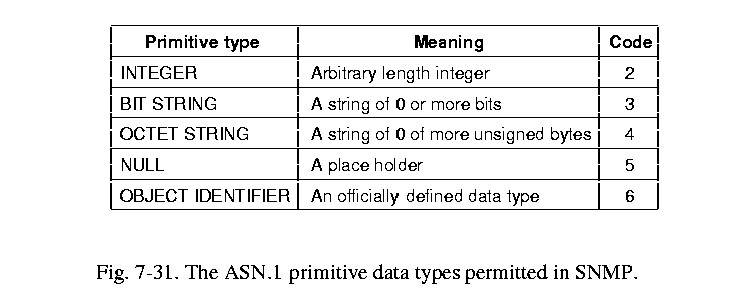 Primitive type Meaning Code
INTEGER Arbitrary length integer 2
BIT STRING A string of 0 or more bits 3
OCTET STRING A string of 0 of more unsigned bytes 4
NULL A place holder 5
OBJECT IDENTIFIER An officially defined data type 6
Fig. 7-31. The ASN.1 primitive data types permitted in SNMP.